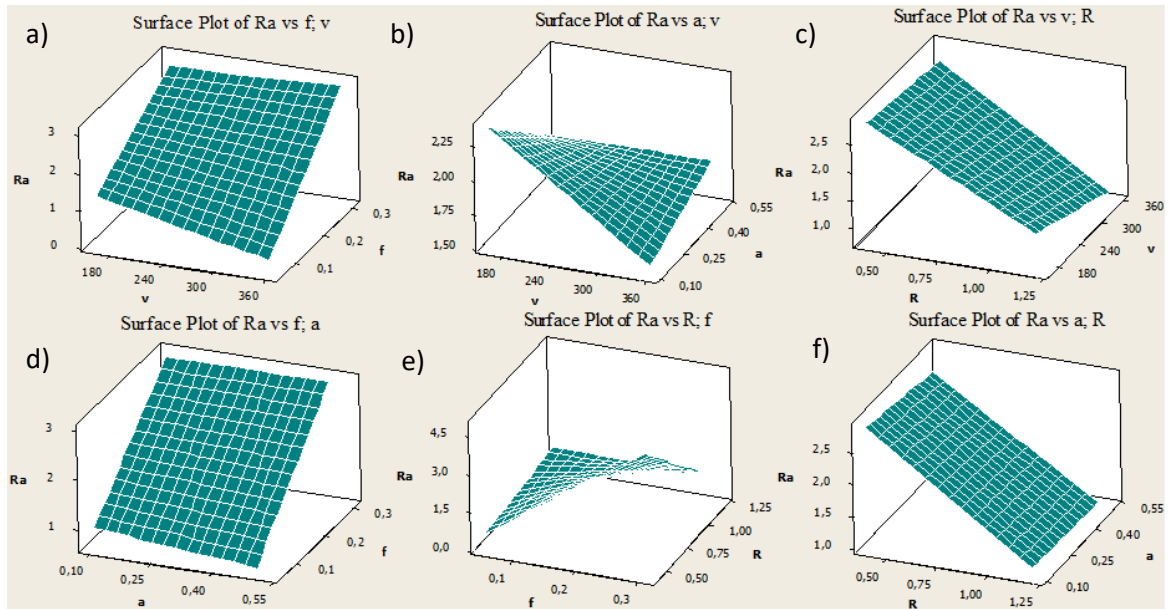 a)
Surface Plot of Ra vs f; v
3
2
Ra
1
0
180
240
300
360
v
0,1
0,2
0,3
f
b)
Surface Plot of Ra vs a; v
2,25
2,00
Ra
1,75
1,50
180
240
300
360
v
0,10
0,25
0,40
0,55
a
c)
Surface Plot of Ra vs v; R
2,5
2,0
Ra
1,5
1,0
0,50
0,75
1,00
1,25
R
180
240
300
360
v
d)
Surface Plot of Ra vs f; a
3
2
Ra
1
0,10
0,25
0,40
0,55
a
0,1
0,2
0,3
f
e)
Surface Plot of Ra vs R; f
4,5
3,0
Ra
1,5
0,0
0,1
0,2
0,3
f
0,50
0,75
1,00
1,25
R
f)
Surface Plot of Ra vs a; R
2,5
2,0
Ra
1,5
1,0
0,50
0,75
1,00
1,25
R
0,10
0,25
0,40
0,55
a